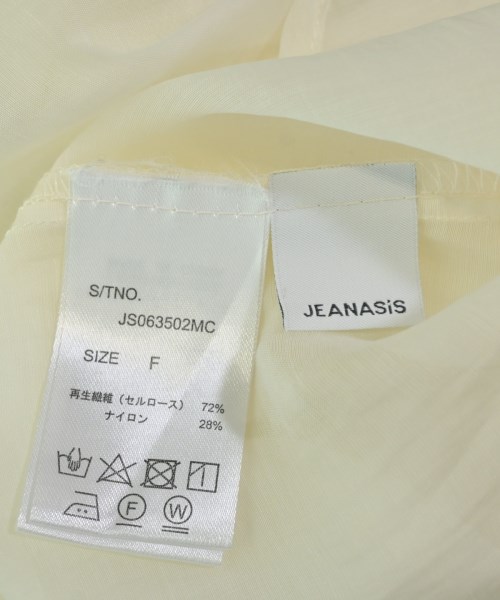 S/TNO.
JS063502MC
SIZE F
再生繊維（セルロース） 72%
ナイロン 28%
F W
JEANASiS